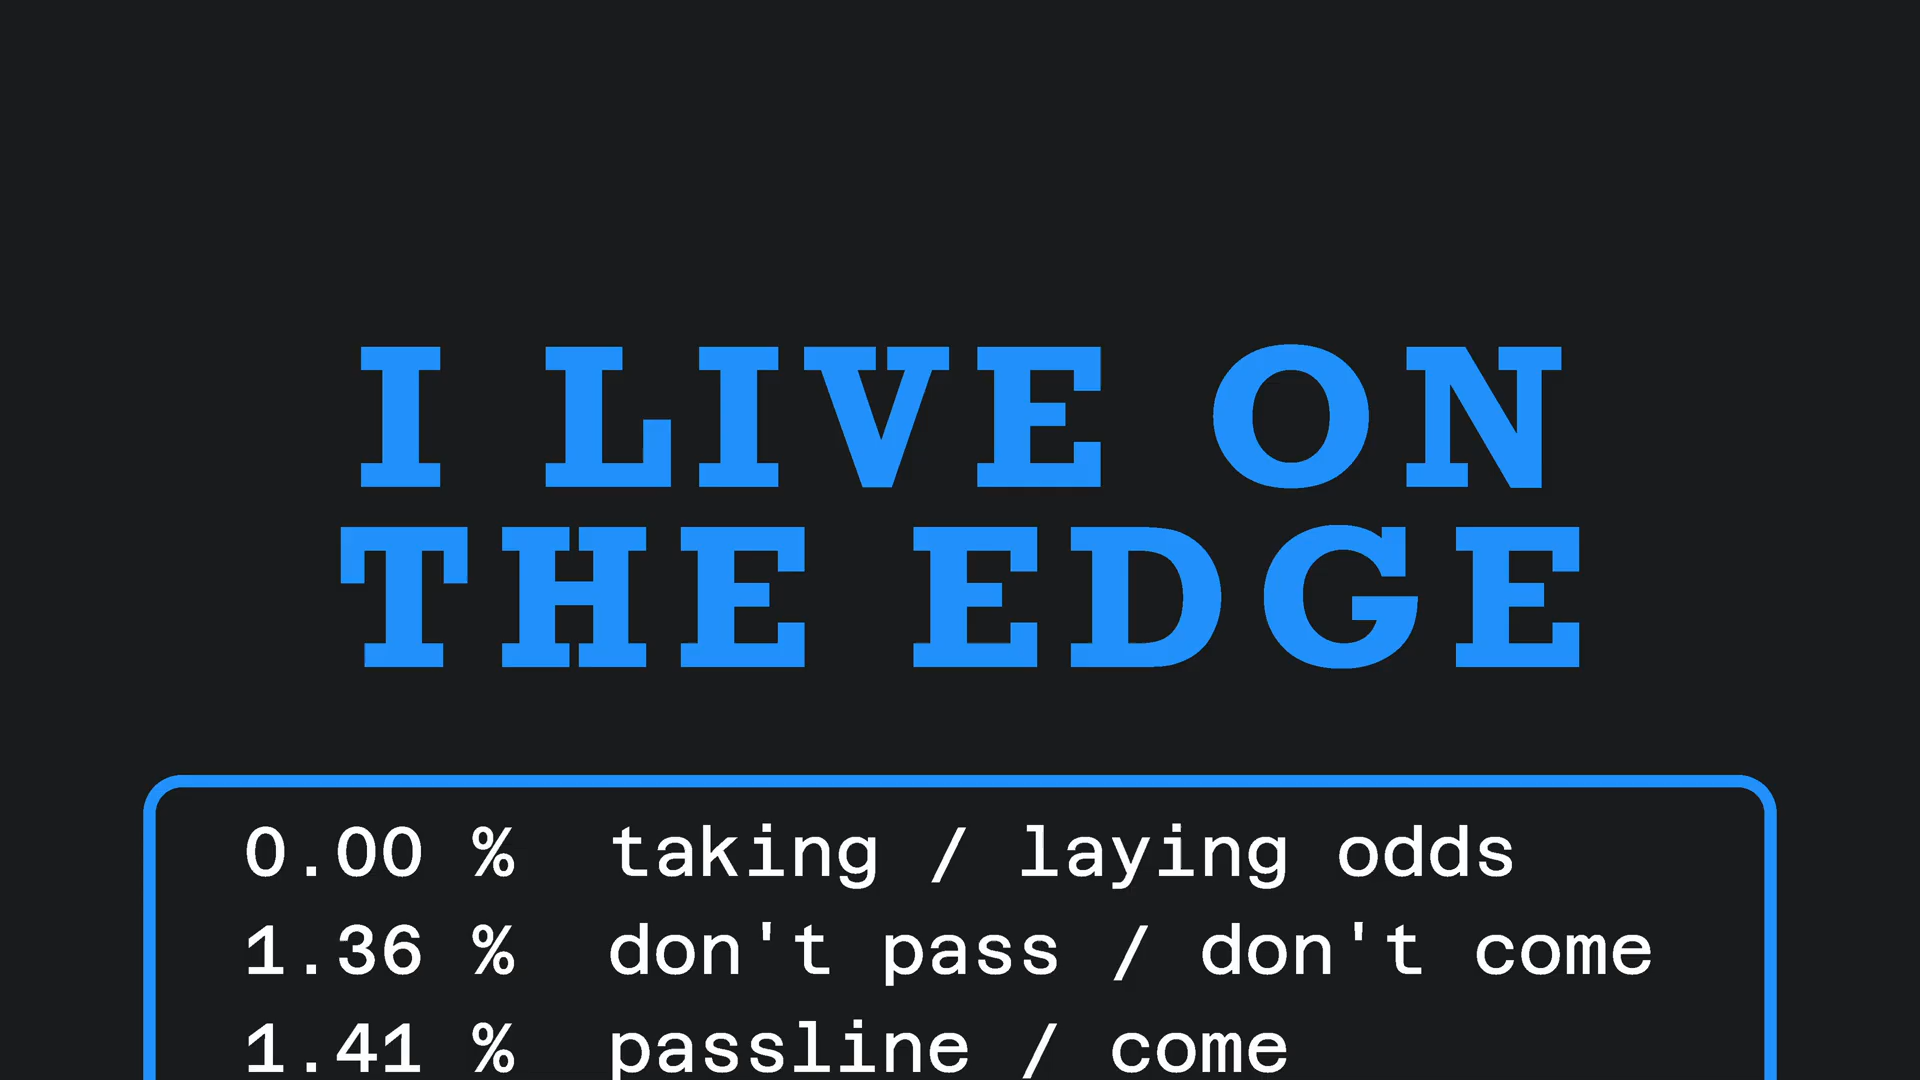 I LIVE ON
THE EDGE
0.00 % taking / laying odds
1.36 % don't pass / don't come
1.41 % passline / come